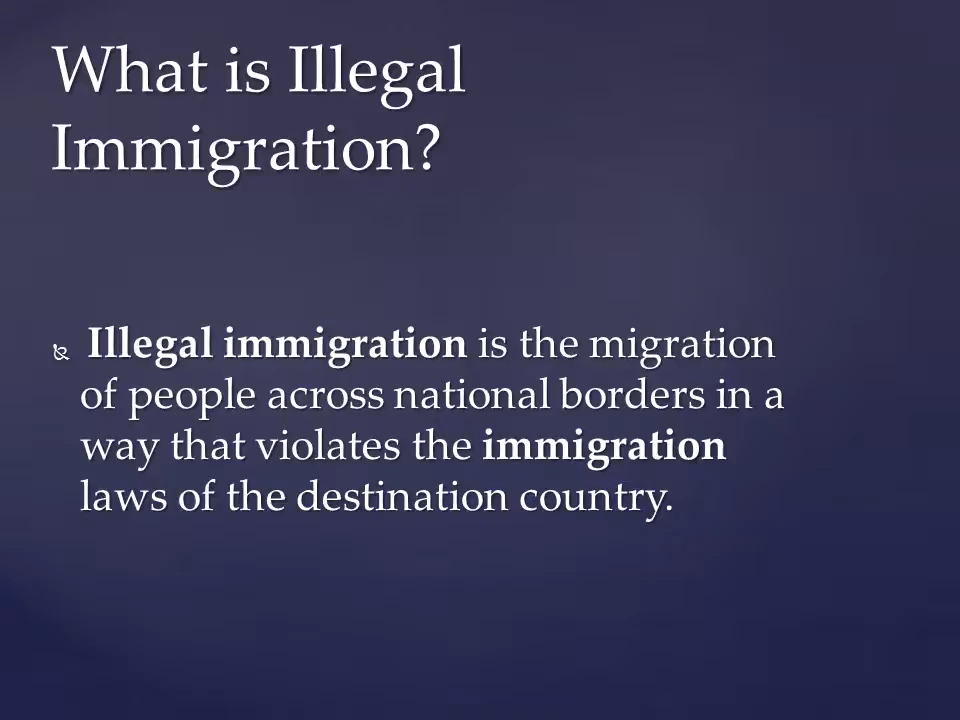 What is Illegal
Immigration?
Illegal immigration is the migration
of people across national borders in a
way that violates the immigration
laws of the destination country.